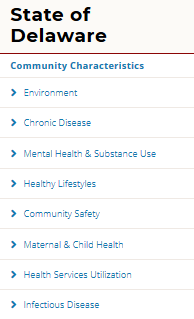 State of
Delaware
Community Characteristics
Environment
Chronic Disease
Mental Health & Substance Use
Healthy Lifestyles
Community Safety
Maternal & Child Health
Health Services Utilization
Infectious Disease